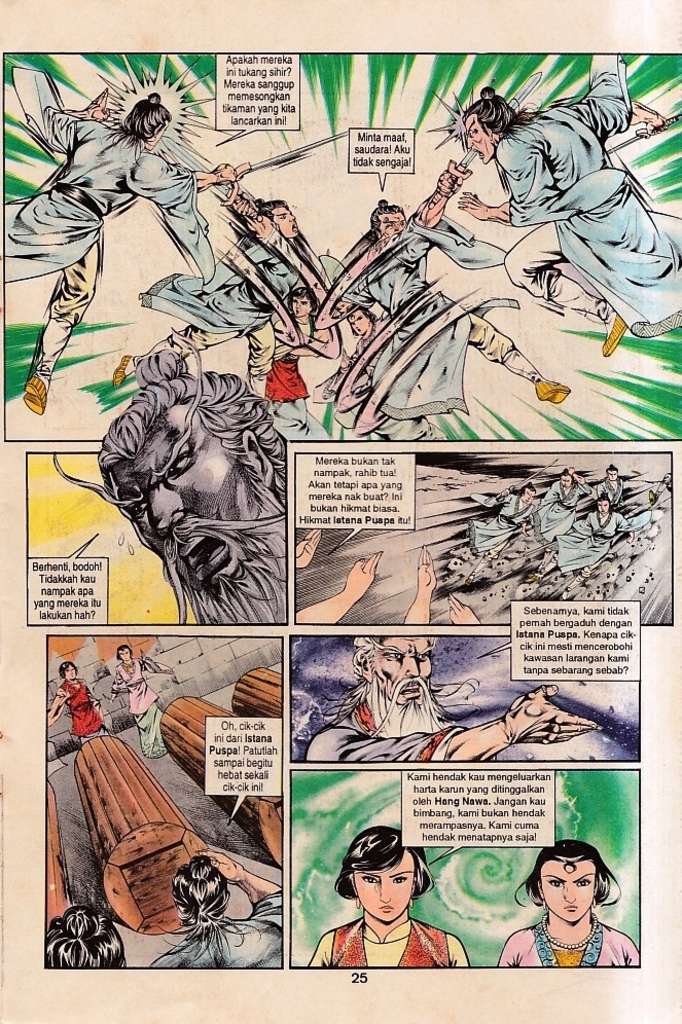 Apakah mereka
ini tukang sihir?
Mereka sanggup
memesongkan
tikaman yang kita
lancarkan ini!
Minta maaf,
saudara! Aku
tidak sengaja!
Berhenti, bodoh!
Tidakkah kau
nampak apa
yang mereka itu
lakukan hah?
Mereka bukan tak
nampak, rahib tua!
Akan tetapi apa yang
mereka nak buat? Ini
bukan hikmat biasa.
Hikmat Istana Puspa itu!
Oh, cik-cik
ini dari Istana
Puspa! Patutlah
sampai begitu
hebat sekali
cik-cik ini!
Sebenarnya, kami tidak
pernah bergaduh dengan
Istana Puspa. Kenapa cik-
cik ini mesti mencerobohi
kawasan larangan kami
tanpa sebarang sebab?
Kami hendak kau mengeluarkan
harta karun yang ditinggalkan
oleh Hang Nawa. Jangan kau
bimbang, kami bukan hendak
merampasnya. Kami cuma
hendak menatapnya saja!
25